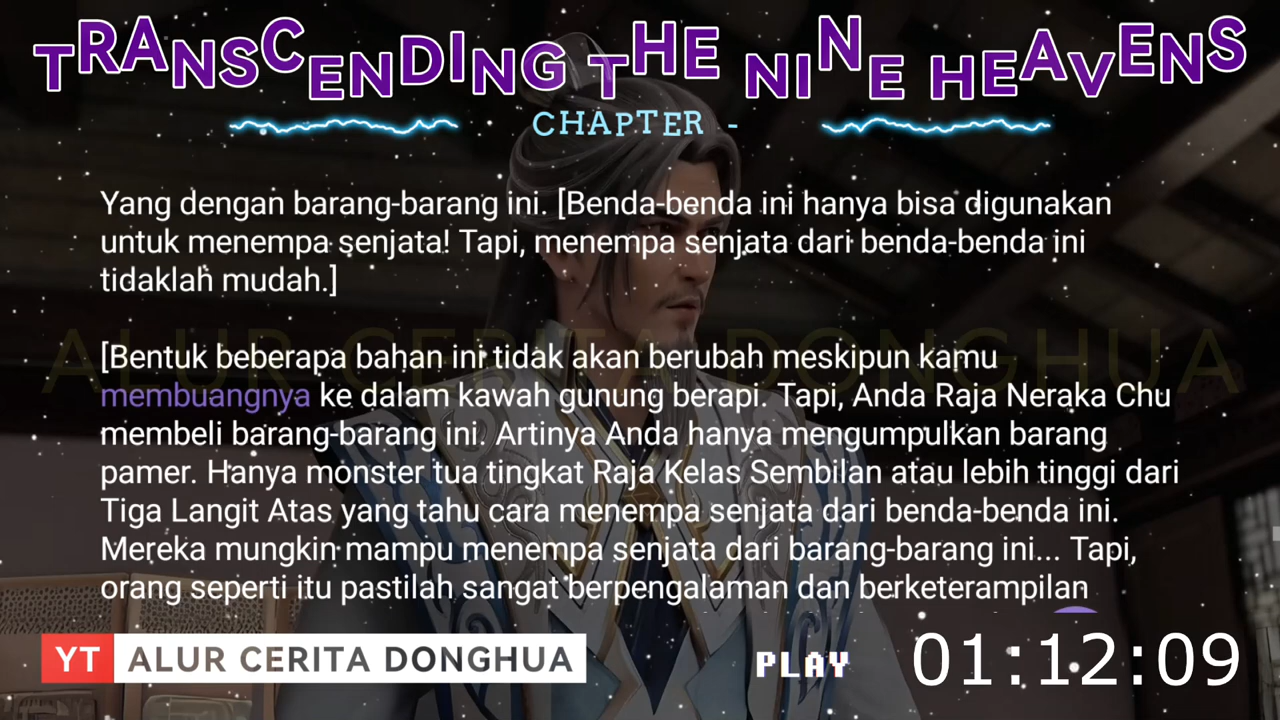 TRANSCENDING THE NINE HEAVENS
CHAPTER -
Yang dengan barang-barang ini. [Benda-benda ini hanya bisa digunakan
untuk menempa senjata! Tapi, menempa senjata dari benda-benda ini
tidaklah mudah.]
ALUR CERITA DONGHUA
[Bentuk beberapa bahan ini tidak akan berubah meskipun kamu
membuangnya ke dalam kawah gunung berapi. Tapi, Anda Raja Neraka Chu
membeli barang-barang ini. Artinya Anda hanya mengumpulkan barang
pamer. Hanya monster tua tingkat Raja Kelas Sembilan atau lebih tinggi dari
Tiga Langit Atas yang tahu cara menempa senjata dari benda-benda ini.
Mereka mungkin mampu menempa senjata dari barang-barang ini... Tapi,
orang seperti itu pastilah sangat berpengalaman dan berketerampilan
YT ALUR CERITA DONGHUA
PLAY 01:12:09